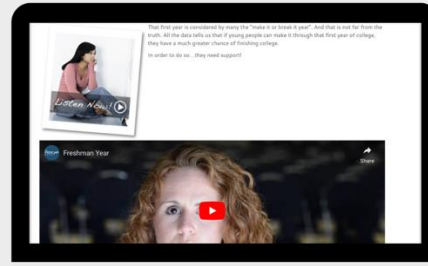 That first year is considered by many the "make it or break it year". And that is not far from the
truth. All the data tells us that if young people can make it through that first year of college,
they have a much greater chance of finishing college.
In order to do so...they need support!
Listen Now!
Freshman Year
Share